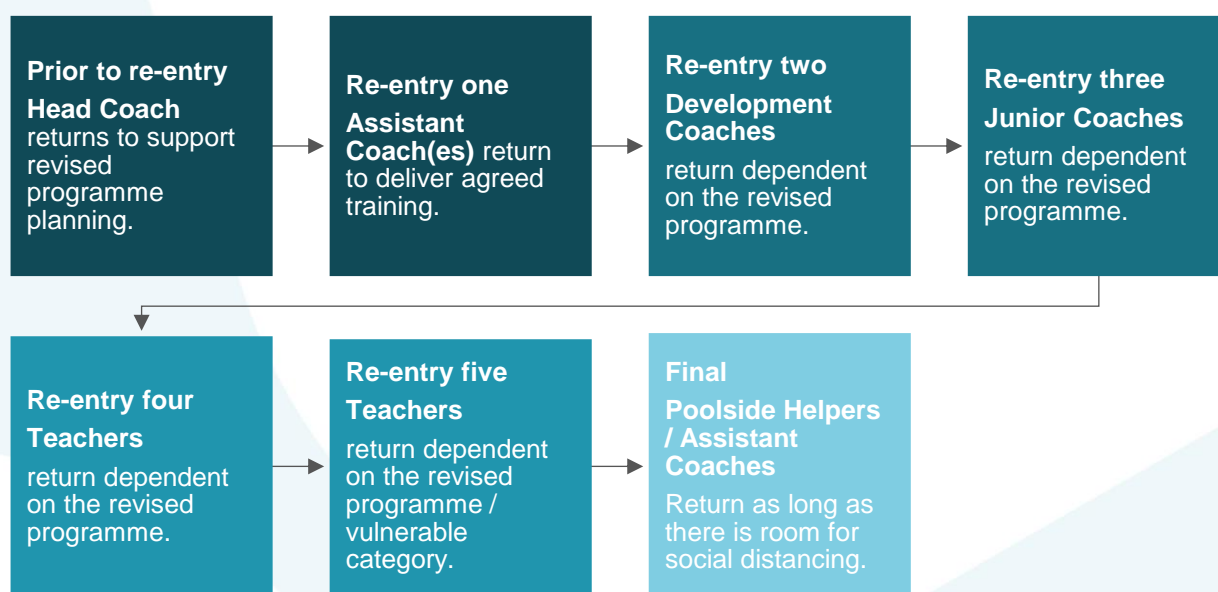 Prior to re-entry
Head Coach
returns to support
revised
programme
planning.
Re-entry one
Assistant
Coach(es) return
to deliver agreed
training.
Re-entry two
Development
Coaches
return dependent
on the revised
programme.
Re-entry three
Junior Coaches
return dependent
on the revised
programme.
Re-entry four
Teachers
return dependent
on the revised
programme.
Re-entry five
Teachers
return dependent
on the revised
programme /
vulnerable
category.
Final
Poolside Helpers
/ Assistant
Coaches
Return as long as
there is room for
social distancing.